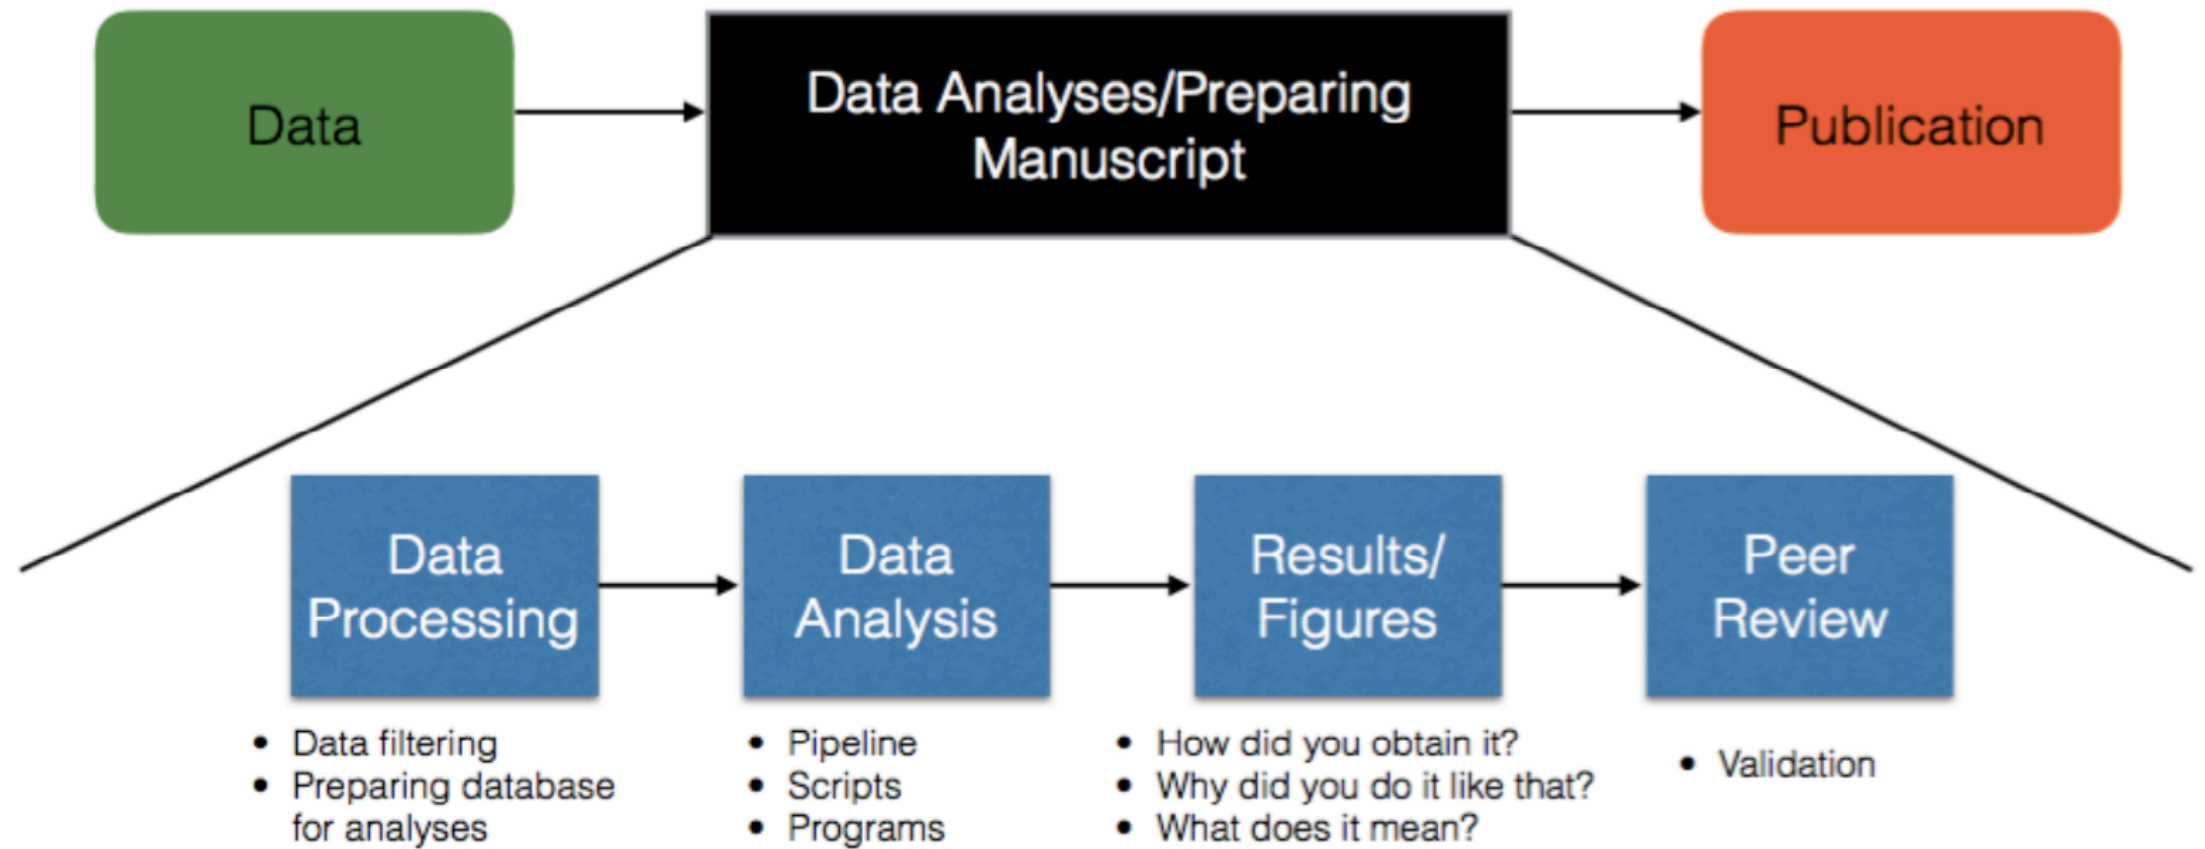 Data
Data Analyses/Preparing
Manuscript
Publication
Data
Processing
Data
Analysis
Results/
Figures
Peer
Review
• Data filtering
• Preparing database
for analyses
• Pipeline
• Scripts
• Programs
• How did you obtain it?
• Why did you do it like that?
• What does it mean?
• Validation